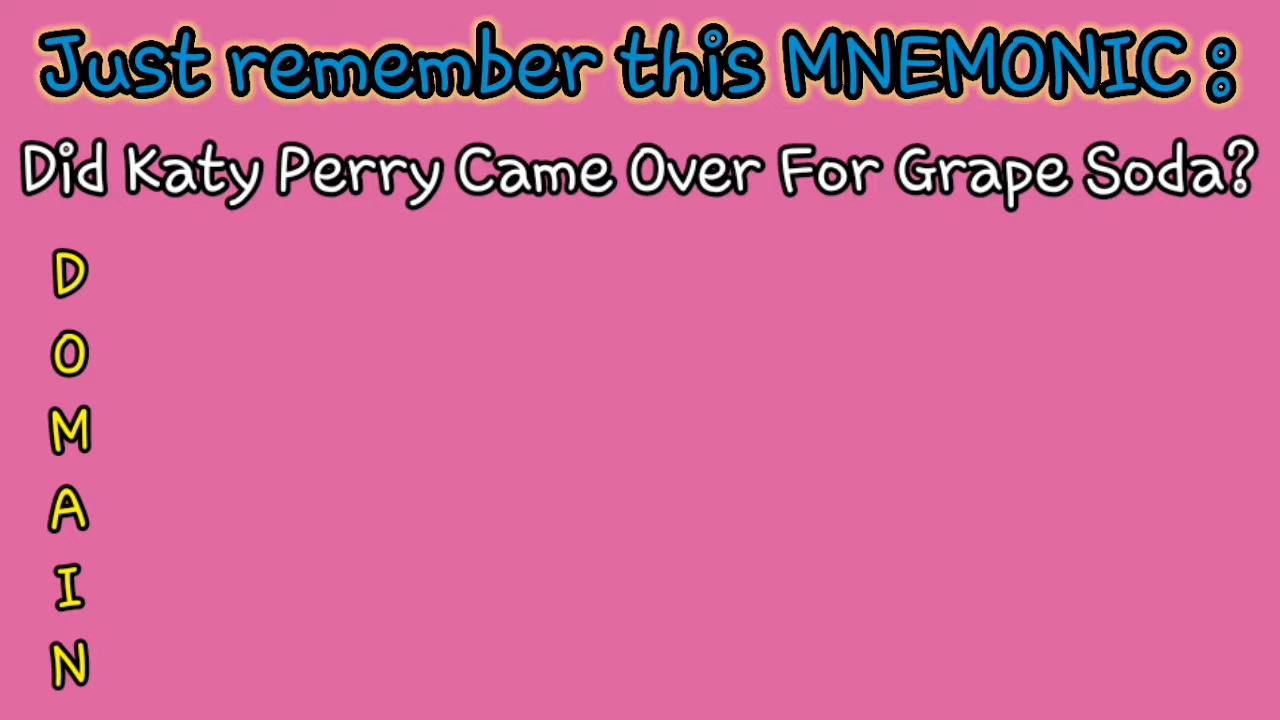 Just remember this MNEMONIC :
Did Katy Perry Came Over For Grape Soda?
D
O
M
A
I
N